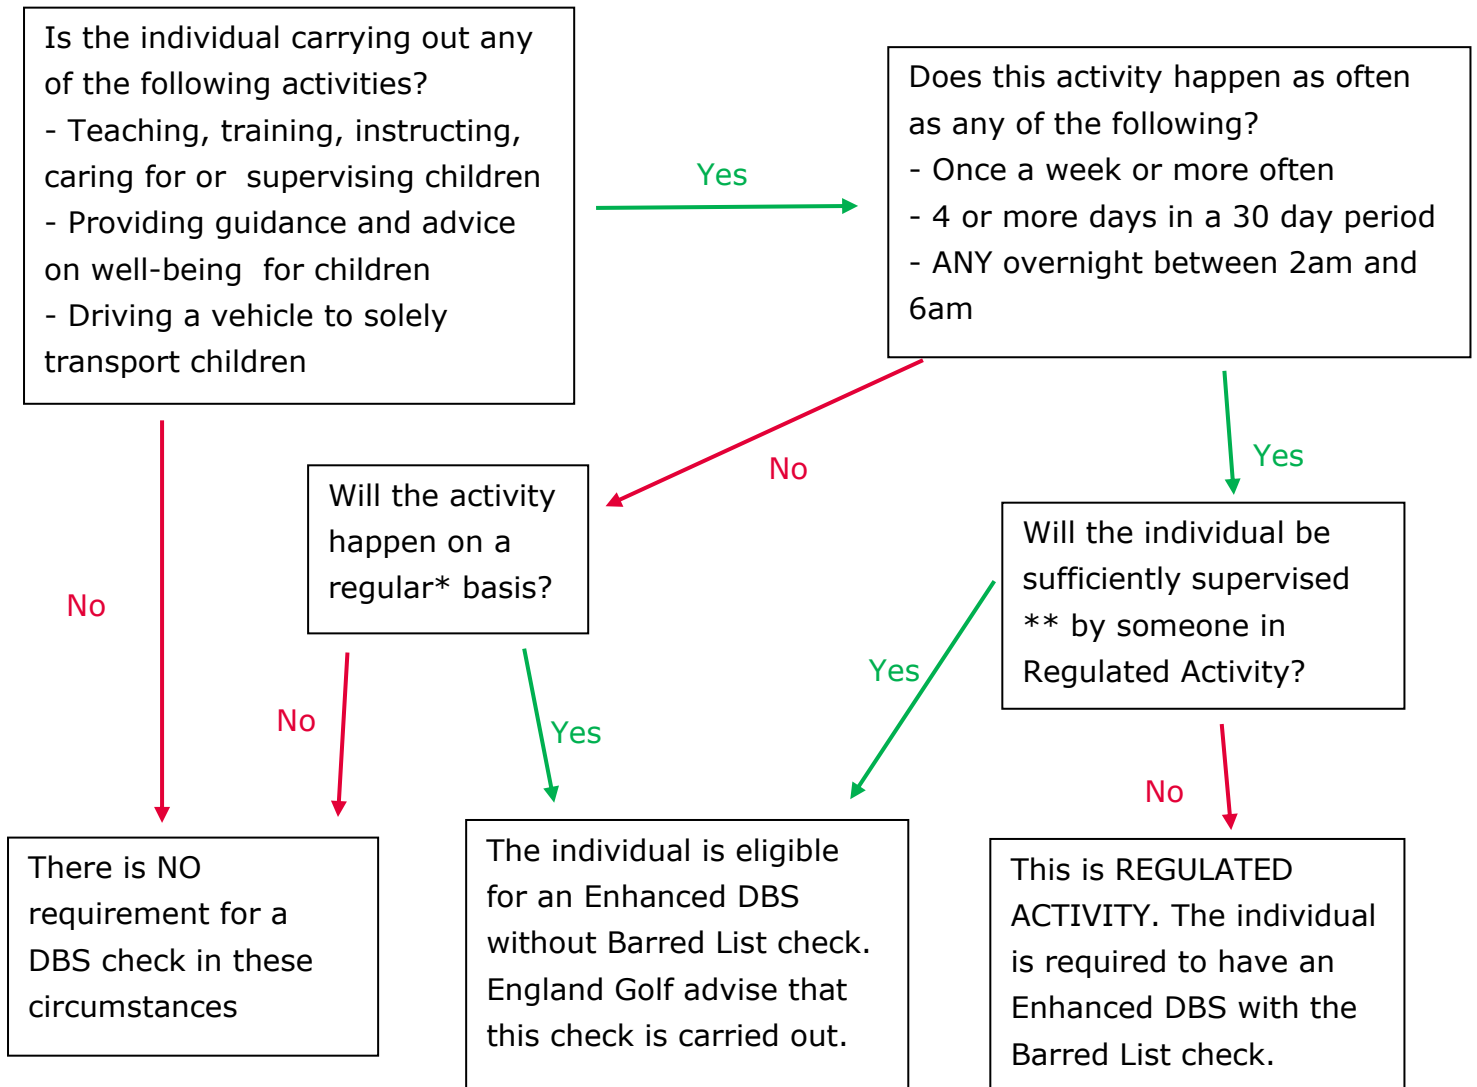 Is the individual carrying out any
of the following activities?
- Teaching, training, instructing,
caring for or  supervising children
- Providing guidance and advice
on well-being  for children
- Driving a vehicle to solely
transport children
Yes
Does this activity happen as often
as any of the following?
- Once a week or more often
- 4 or more days in a 30 day period
- ANY overnight between 2am and
6am
No
Yes
No
Will the activity
happen on a
regular* basis?
Will the individual be
sufficiently supervised
** by someone in
Regulated Activity?
No
Yes
Yes
No
There is NO
requirement for a
DBS check in these
circumstances
The individual is eligible
for an Enhanced DBS
without Barred List check.
England Golf advise that
this check is carried out.
This is REGULATED
ACTIVITY. The individual
is required to have an
Enhanced DBS with the
Barred List check.